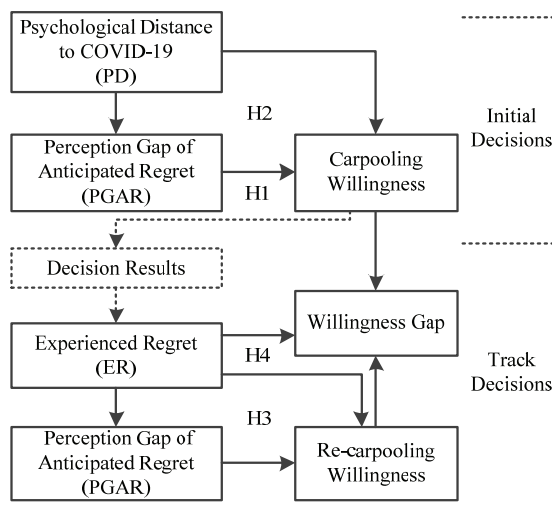 Psychological Distance
to COVID-19
(PD)
H2
Initial
Decisions
Perception Gap of
Anticipated Regret
(PGAR)
H1
Carpooling
Willingness
Decision Results
Willingness Gap
Experienced Regret
(ER)
H4
Track
Decisions
H3
Perception Gap of
Anticipated Regret
(PGAR)
Re-carpooling
Willingness